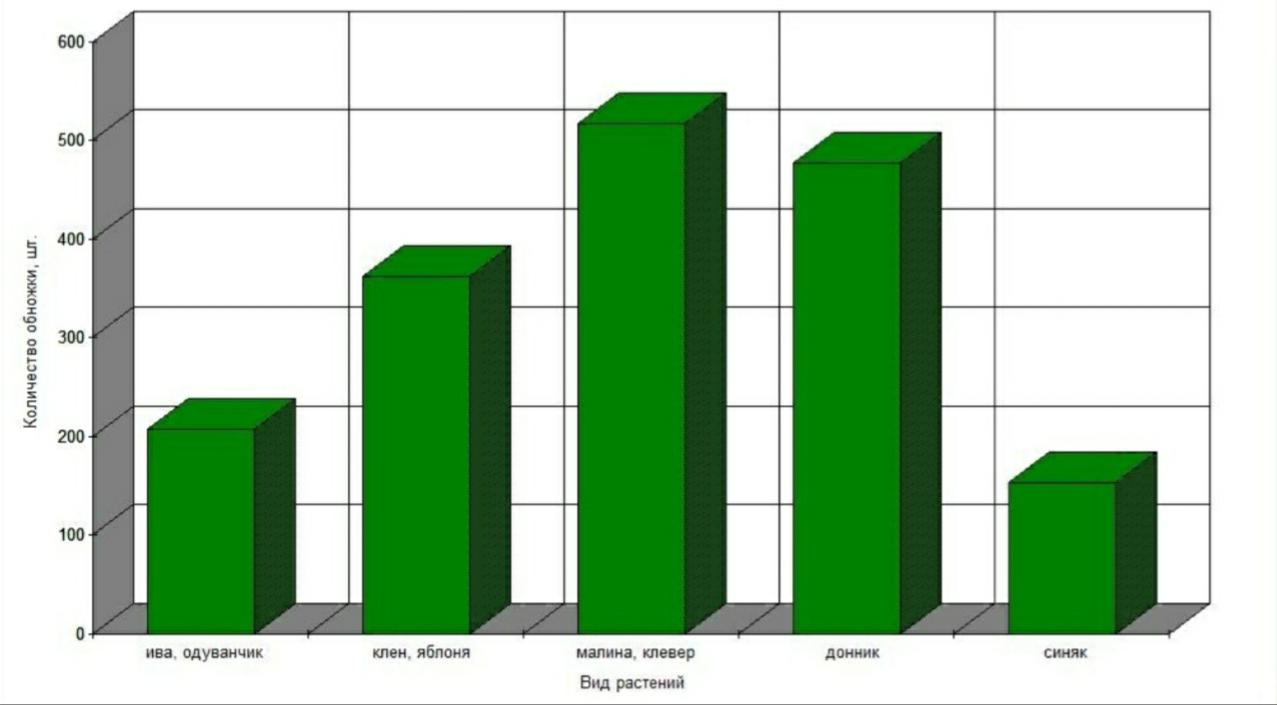 600
500
400
300
200
100
0
Количество обножки, шт.
ива, одуванчик
клен, яблоня
малина, клевер
донник
синяк
Вид растений